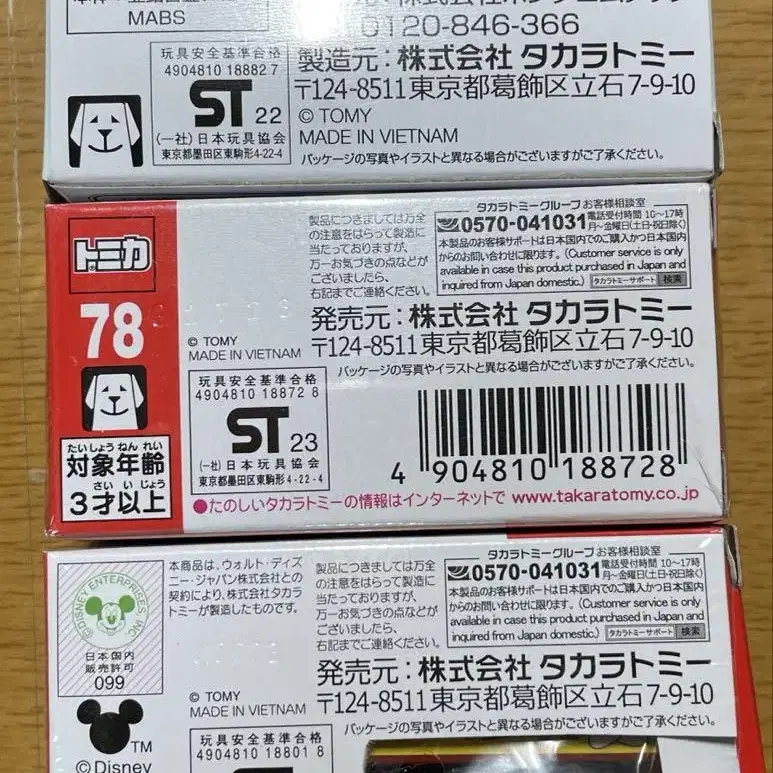 MABS
0120-846-366
玩具安全基準合格
4904810 18882 7
ST 22
(一社)日本玩具協会
東京都墨田区東駒形4-22-4
製造元:株式会社 タカラトミー
〒124-8511東京都葛飾区立石7-9-10
© TOMY
MADE IN VIETNAM
パッケージの写真やイラストと異なる場合がございますがご了承ください。
トミカ
78
たいしょうねんれい
対象年齢
さいいじょう
3才以上
製品につきましては万全
の注意をはらって製造に
当たっておりますが、
万一お気づきの点などが
ございましたら、
右記までご連絡ください。
タカラトミーグループお客様相談室
0570-041031 電話受付時間 10〜17時
月〜金曜日(土・日・祝日除く)
本製品のお客様サポートは日本国内でのご購入かつ日本国内
からのお問い合わせに限ります。(Customer service is only
available in case this product purchased in Japan and
inquired from Japan domestic.) タカラトミーサポート 検索
発売元:株式会社 タカラトミー
〒124-8511東京都葛飾区立石7-9-10
© TOMY
MADE IN VIETNAM
パッケージの写真やイラストと異なる場合がございますがご了承ください。
玩具安全基準合格
4904810 18872 8
ST 23
(一社)日本玩具協会
東京都墨田区東駒形4-22-4
4 904810 188728
●たのしいタカラトミーの情報はインターネットで www.takaratomy.co.jp
©DISNEY ENTERPRISES INC
日本国内
販売許可
099
TM
©Disney
本商品は、ウォルト・ディズ
ニー・ジャパン株式会社との
契約により、株式会社タカラ
トミーが製造したものです。
製品につきましては万全
の注意をはらって製造に
当たっておりますが、
万一お気づきの点などが
ございましたら、
右記までご連絡ください。
タカラトミーグループお客様相談室
0570-041031 電話受付時間 10〜17時
月〜金曜日(土・日・祝日除く)
本製品のお客様サポートは日本国内でのご購入かつ日本国内
からのお問い合わせに限ります。(Customer service is only
available in case this product purchased in Japan and
inquired from Japan domestic.) タカラトミーサポート 検索
発売元:株式会社 タカラトミー
〒124-8511東京都葛飾区立石7-9-10
© TOMY
MADE IN VIETNAM
パッケージの写真やイラストと異なる場合がございますがご了承ください。
玩具安全基準合格
4904810 18801 8